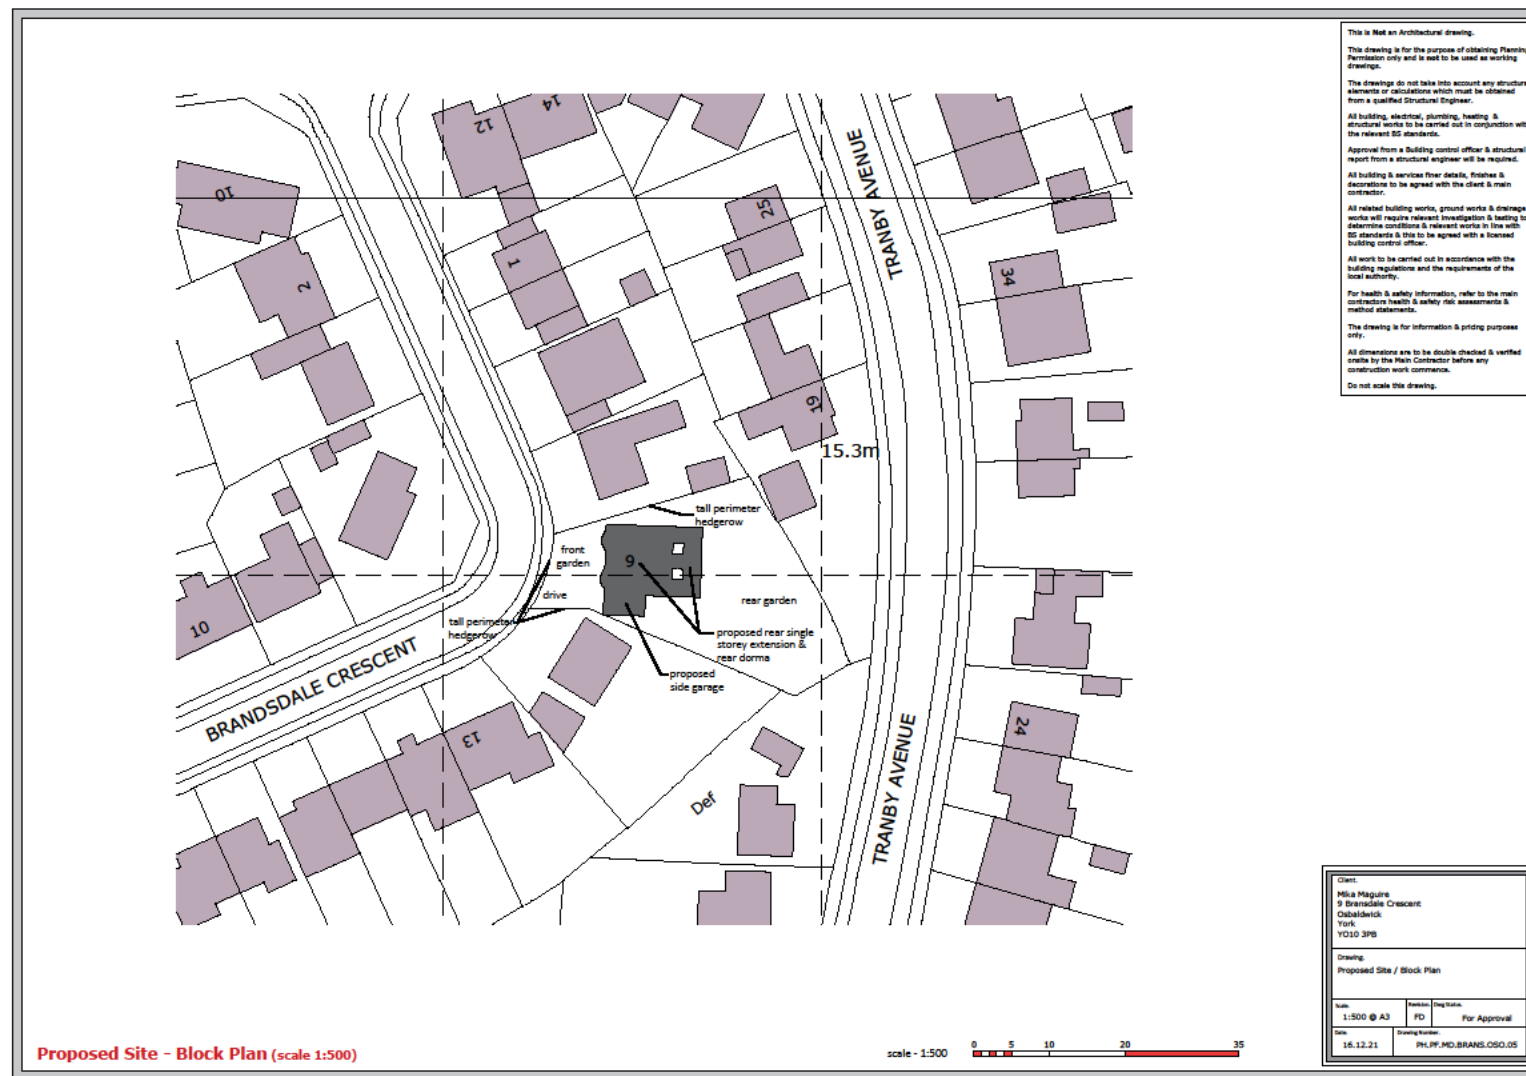 This is Not an Architectural drawing.
This drawing is for the purpose of obtaining Planning
Permission only and is not to be used as working
drawings.
The drawings do not take into account any structure
elements or calculations which must be obtained
from a qualified Structural Engineer.
All building, electrical, plumbing, heating &
structural works to be carried out in conjunction with
the relevant BS standards.
Approval from a Building control officer & structural
report from a structural engineer will be required.
All building & services finer details, finishes &
decorations to be agreed with the client & main
contractor.
All related building works, ground works & drainage
works will require relevant investigation & testing to
determine conditions & relevant works in line with
BS standards & this to be agreed with a licensed
building control officer.
All work to be carried out in accordance with the
building regulations and the requirements of the
local authority.
For health & safety information, refer to the main
contractors health & safety risk assessments &
method statements.
The drawing is for information & pricing purposes
only.
All dimensions are to be double checked & verified
onsite by the Main Contractor before any
construction work commence.
Do not scale this drawing.
14
12
10
TRANBY AVENUE
25
1
2
34
19
15.3m
tall perimeter
hedgerow
front
garden
9
drive
rear garden
tall perimeter
hedgerow
10
proposed rear single
storey extension &
rear dorma
proposed
side garage
BRANDSDALE CRESCENT
13
24
TRANBY AVENUE
Def
Client.
Mika Maguire
9 Bransdale Crescent
Osbaldwick
York
YO10 3PB
Drawing.
Proposed Site / Block Plan
Scale. Revision. Dwg Status.
1:500 @ A3 FD For Approval
Date. Drawing Number.
16.12.21 PH.PF.MD.BRANS.OSO.05
Proposed Site - Block Plan (scale 1:500)
scale - 1:500
0 5 10 20 35